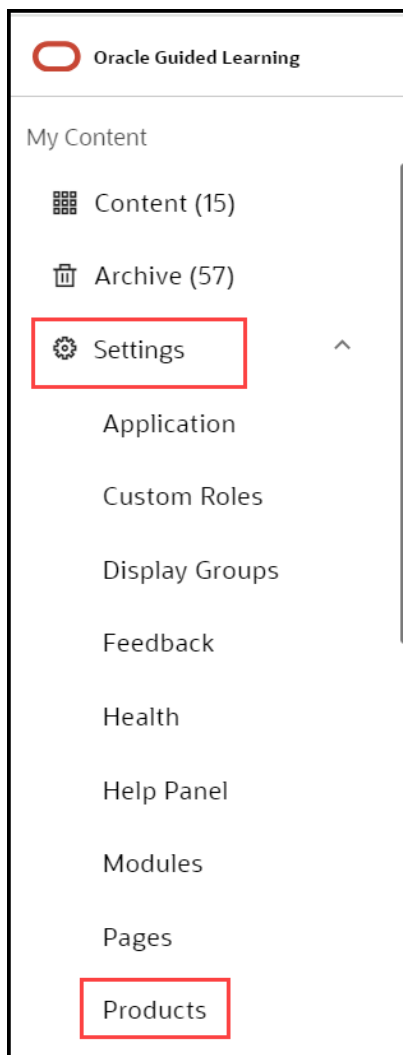 Oracle Guided Learning
My Content
Content (15)
Archive (57)
Settings
Application
Custom Roles
Display Groups
Feedback
Health
Help Panel
Modules
Pages
Products